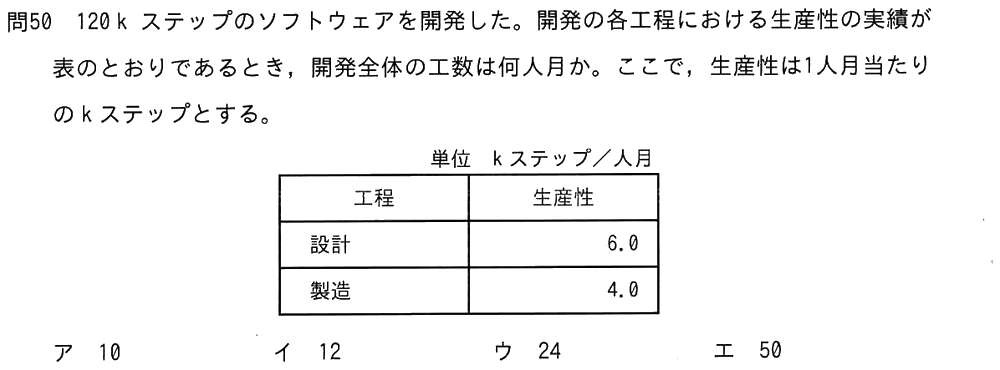 問50 120k ステップのソフトウェアを開発した。開発の各工程における生産性の実績が
表のとおりであるとき，開発全体の工数は何人月か。ここで，生産性は1人月当たり
のkステップとする。
単位 kステップ／人月
工程 生産性
設計 6.0
製造 4.0
ア 10 イ 12 ウ 24 エ 50